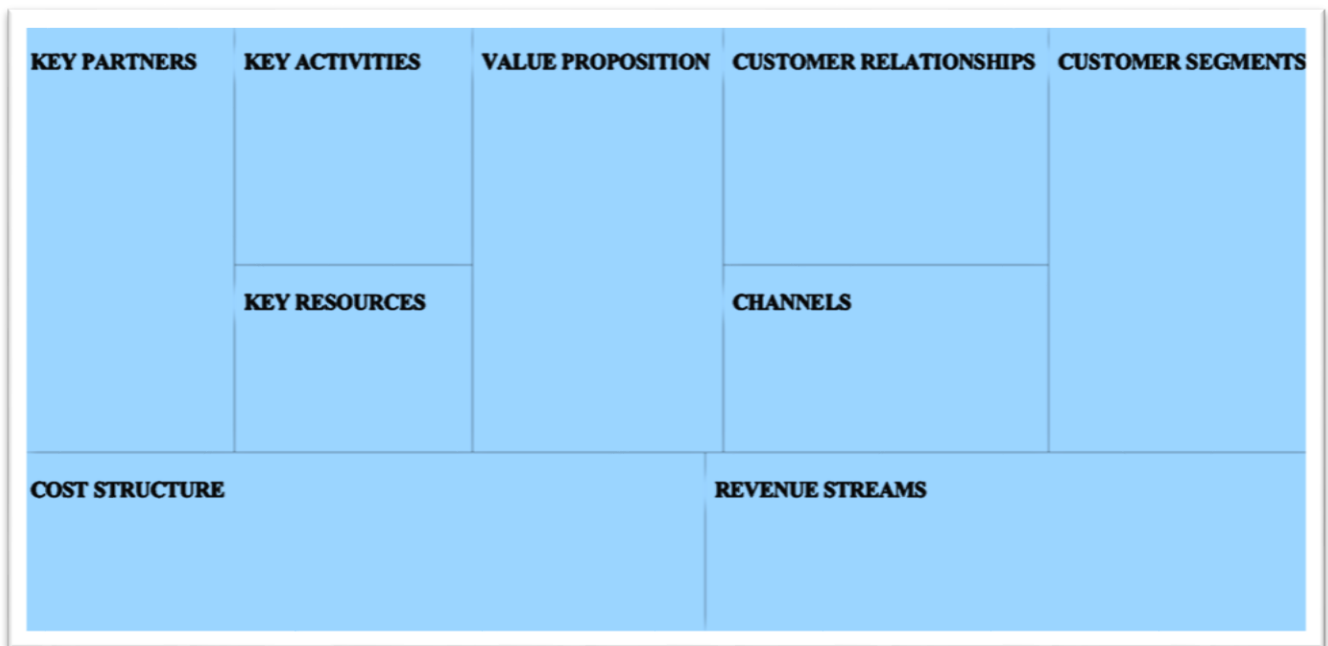 KEY PARTNERS
KEY ACTIVITIES
VALUE PROPOSITION
CUSTOMER RELATIONSHIPS
CUSTOMER SEGMENTS
KEY RESOURCES
CHANNELS
COST STRUCTURE
REVENUE STREAMS